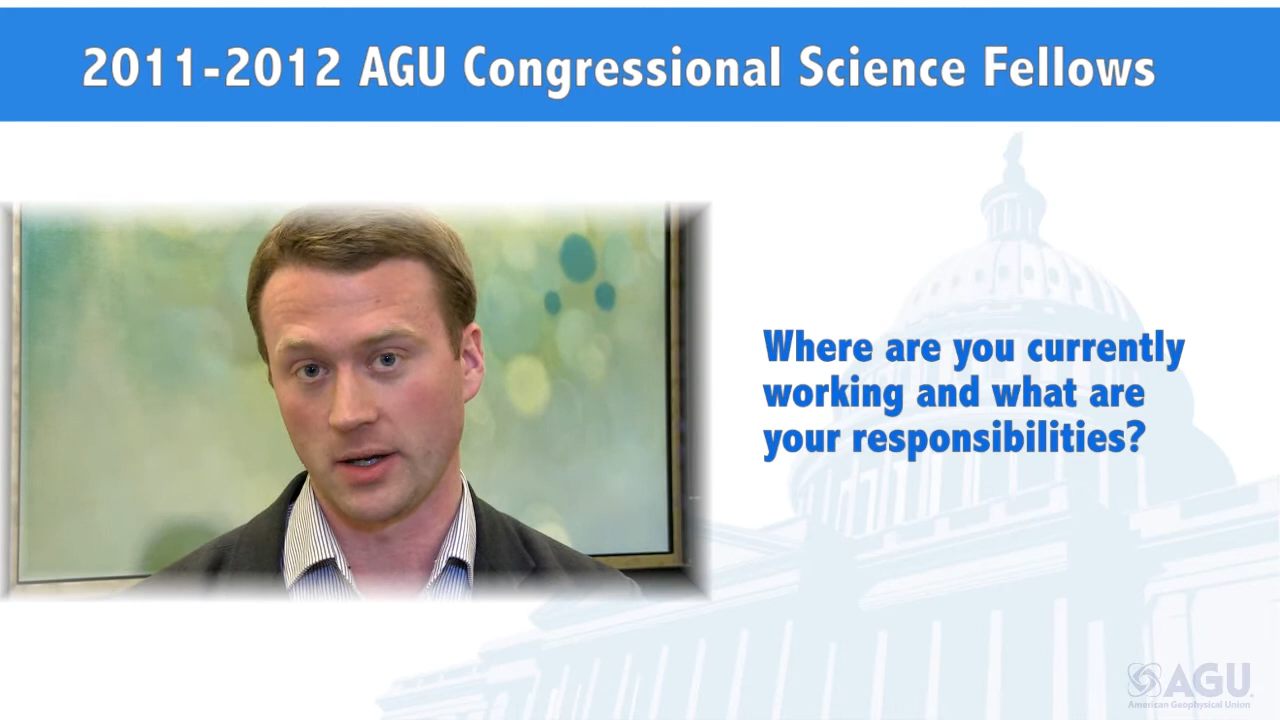 2011-2012 AGU Congressional Science Fellows
Where are you currently
working and what are
your responsibilities?
AGU
American Geophysical Union